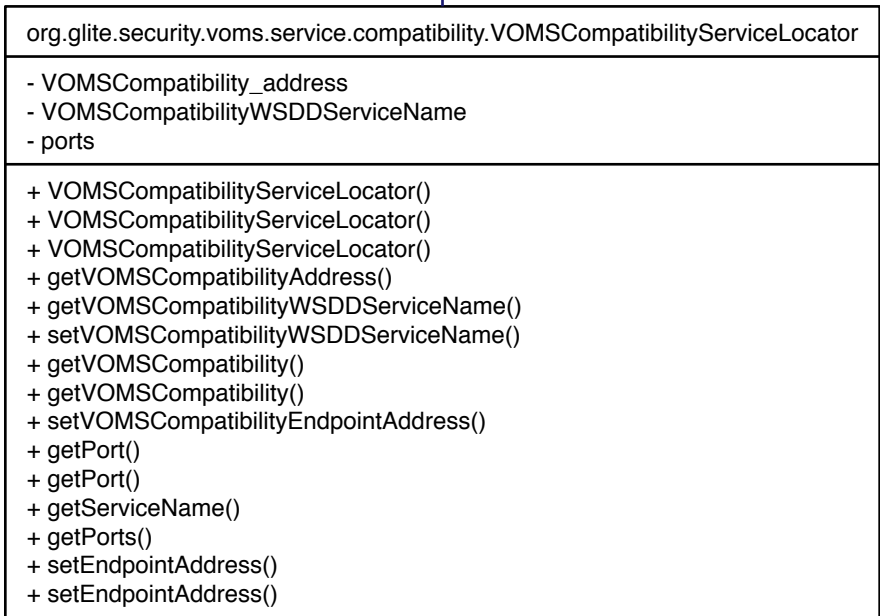 org.glite.security.voms.service.compatibility.VOMSCompatibilityServiceLocator
- VOMSCompatibility_address
- VOMSCompatibilityWSDDServiceName
- ports
+ VOMSCompatibilityServiceLocator()
+ VOMSCompatibilityServiceLocator()
+ VOMSCompatibilityServiceLocator()
+ getVOMSCompatibilityAddress()
+ getVOMSCompatibilityWSDDServiceName()
+ setVOMSCompatibilityWSDDServiceName()
+ getVOMSCompatibility()
+ getVOMSCompatibility()
+ setVOMSCompatibilityEndpointAddress()
+ getPort()
+ getPort()
+ getServiceName()
+ getPorts()
+ setEndpointAddress()
+ setEndpointAddress()